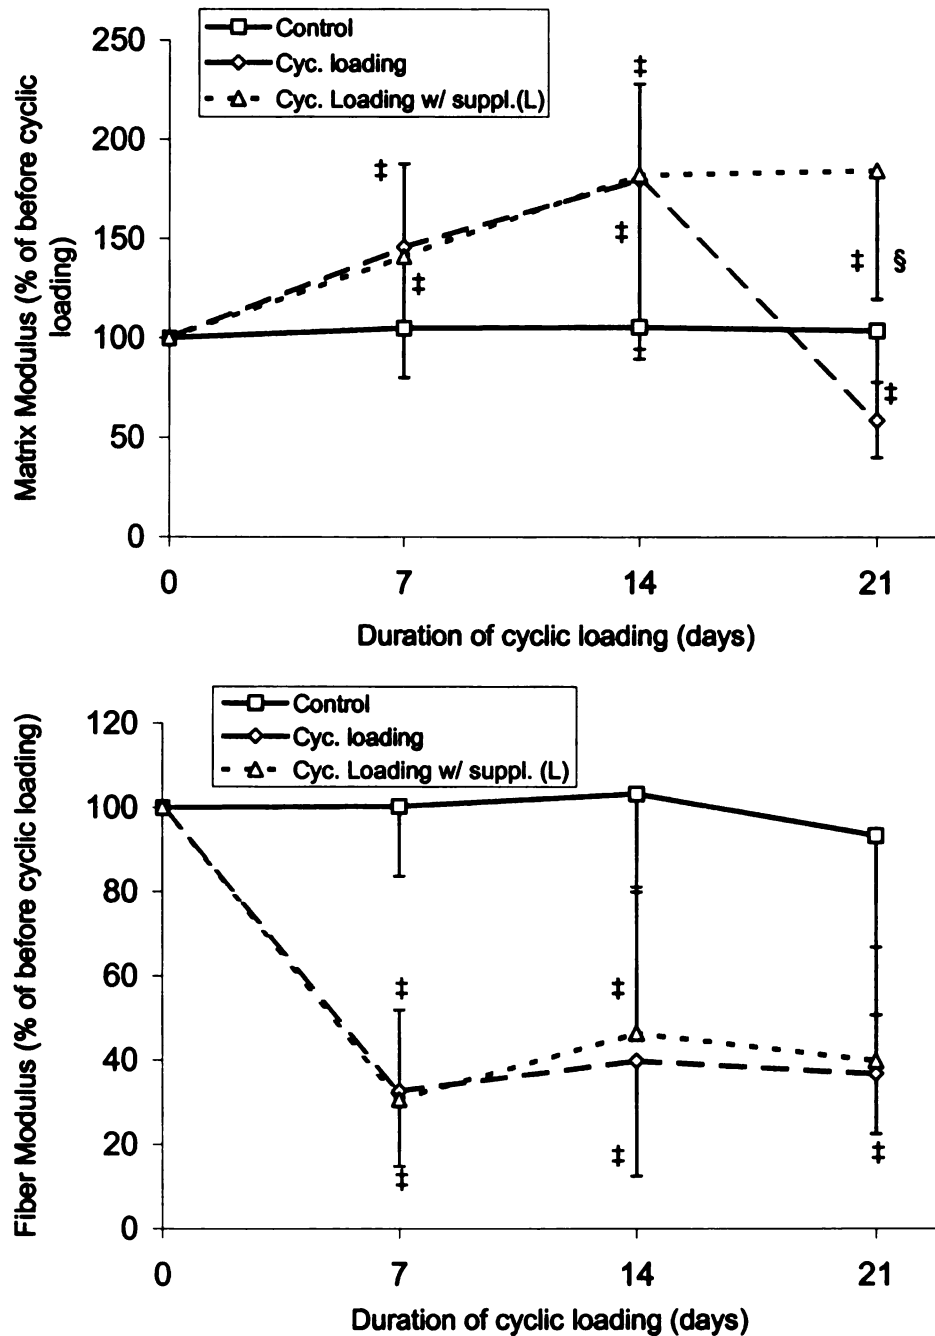 Control
Cyc. loading
Cyc. Loading w/ suppl.(L)
Matrix Modulus (% of before cyclic
loading)
250
200
150
100
50
0
‡
‡
‡
‡
‡
§
‡
0 7 14 21
Duration of cyclic loading (days)
Control
Cyc. loading
Cyc. Loading w/ suppl. (L)
Fiber Modulus (% of before cyclic loading)
120
100
80
60
40
20
0
‡
‡
‡
‡
‡
0 7 14 21
Duration of cyclic loading (days)